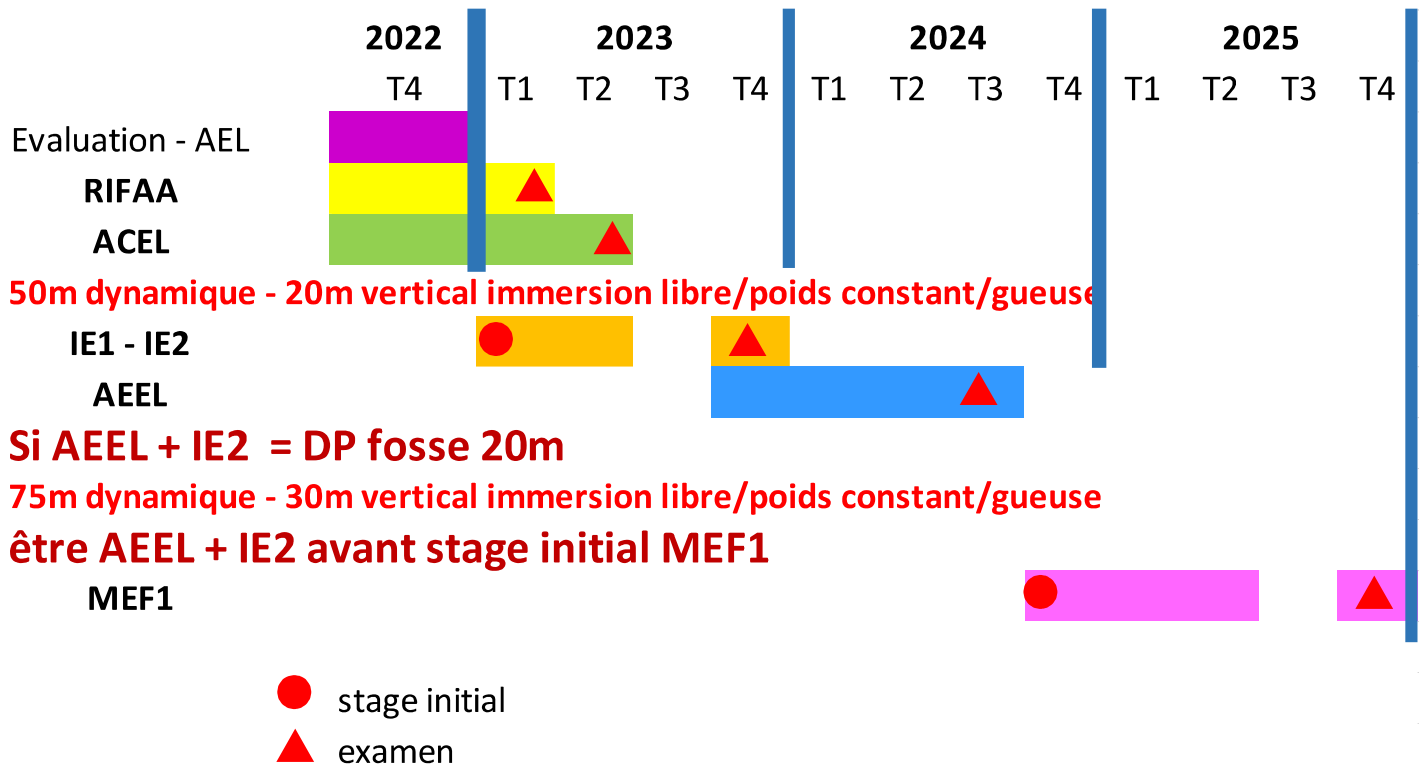 2022 2023 2024 2025
T4 T1 T2 T3 T4 T1 T2 T3 T4 T1 T2 T3 T4
Evaluation - AEL
RIFAA
ACEL
50m dynamique - 20m vertical immersion libre/poids constant/gueuse
IE1 - IE2
AEEL
Si AEEL + IE2 = DP fosse 20m
75m dynamique - 30m vertical immersion libre/poids constant/gueuse
être AEEL + IE2 avant stage initial MEF1
MEF1
stage initial
examen